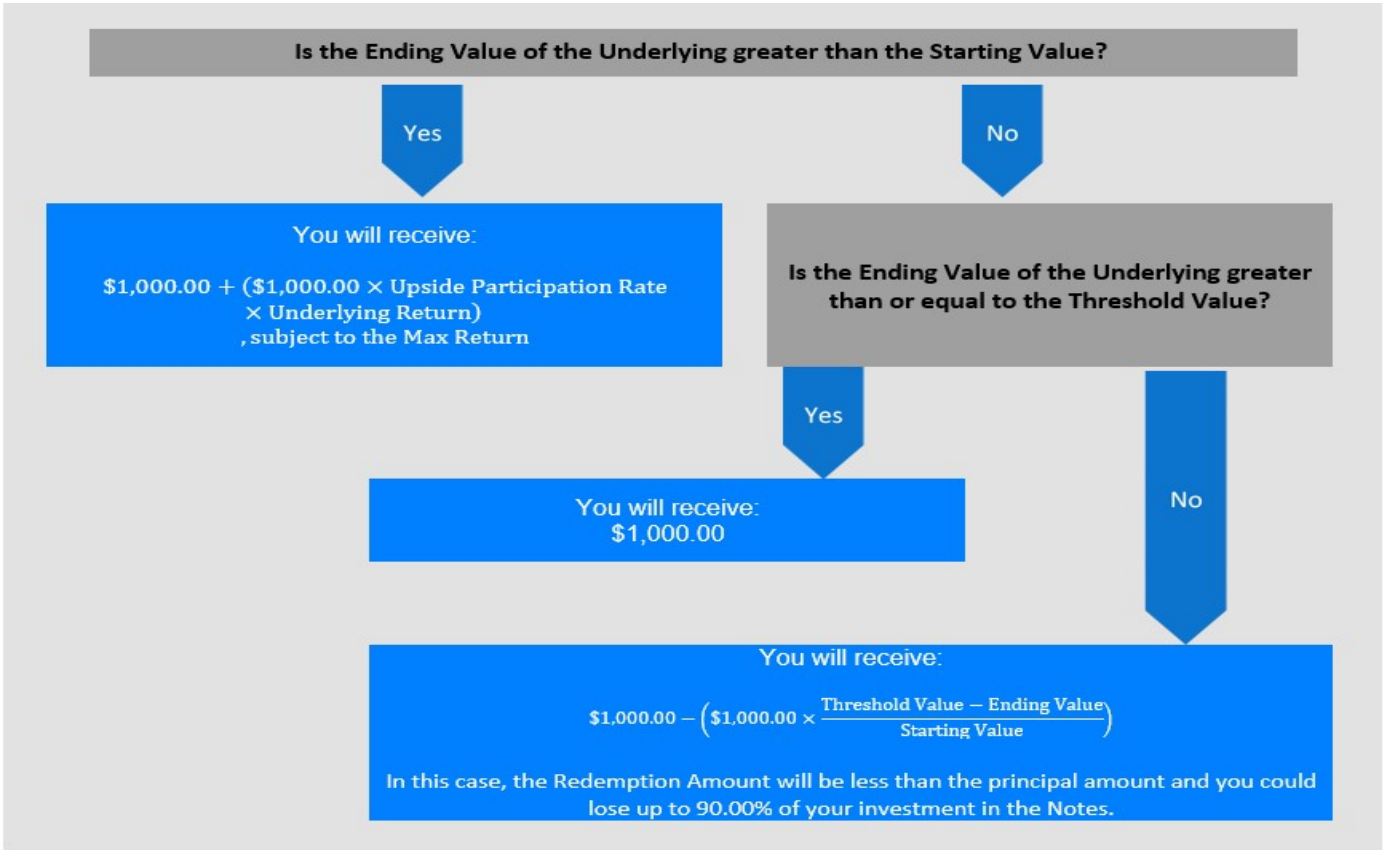 Is the Ending Value of the Underlying greater than the Starting Value?
Yes
No
You will receive:
$1,000.00 + ($1,000.00 × Upside Participation Rate
× Underlying Return)
, subject to the Max Return
Is the Ending Value of the Underlying greater
than or equal to the Threshold Value?
Yes
No
You will receive:
$1,000.00
You will receive:
$1,000.00 − ($1,000.00 × Threshold Value − Ending Value
Starting Value)
In this case, the Redemption Amount will be less than the principal amount and you could
lose up to 90.00% of your investment in the Notes.